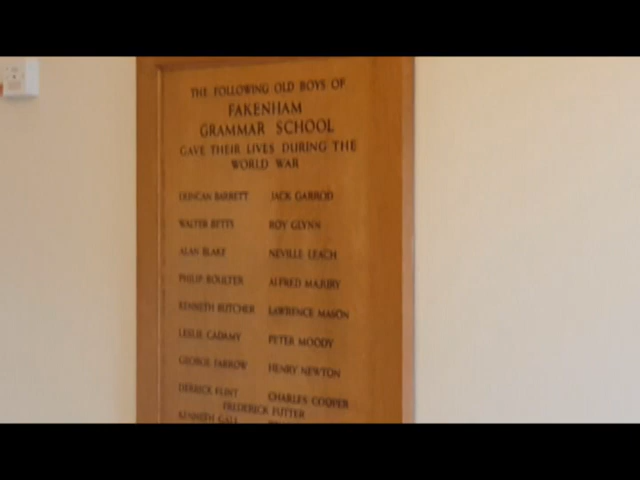 THE FOLLOWING OLD BOYS OF
FAKENHAM
GRAMMAR SCHOOL
GAVE THEIR LIVES DURING THE
WORLD WAR
DUNCAN BARRETT JACK GARROD
WALTER BETTS ROY GLYNN
ALAN BLAKE NEVILLE LEACH
PHILIP BOULTER ALFRED MAJURY
KENNETH BUTCHER LAWRENCE MASON
LESLIE CADAMY PETER MOODY
GEORGE FARROW HENRY NEWTON
DERRICK FLINT CHARLES COOPER
FREDERICK FUTTER
KENNETH GALL